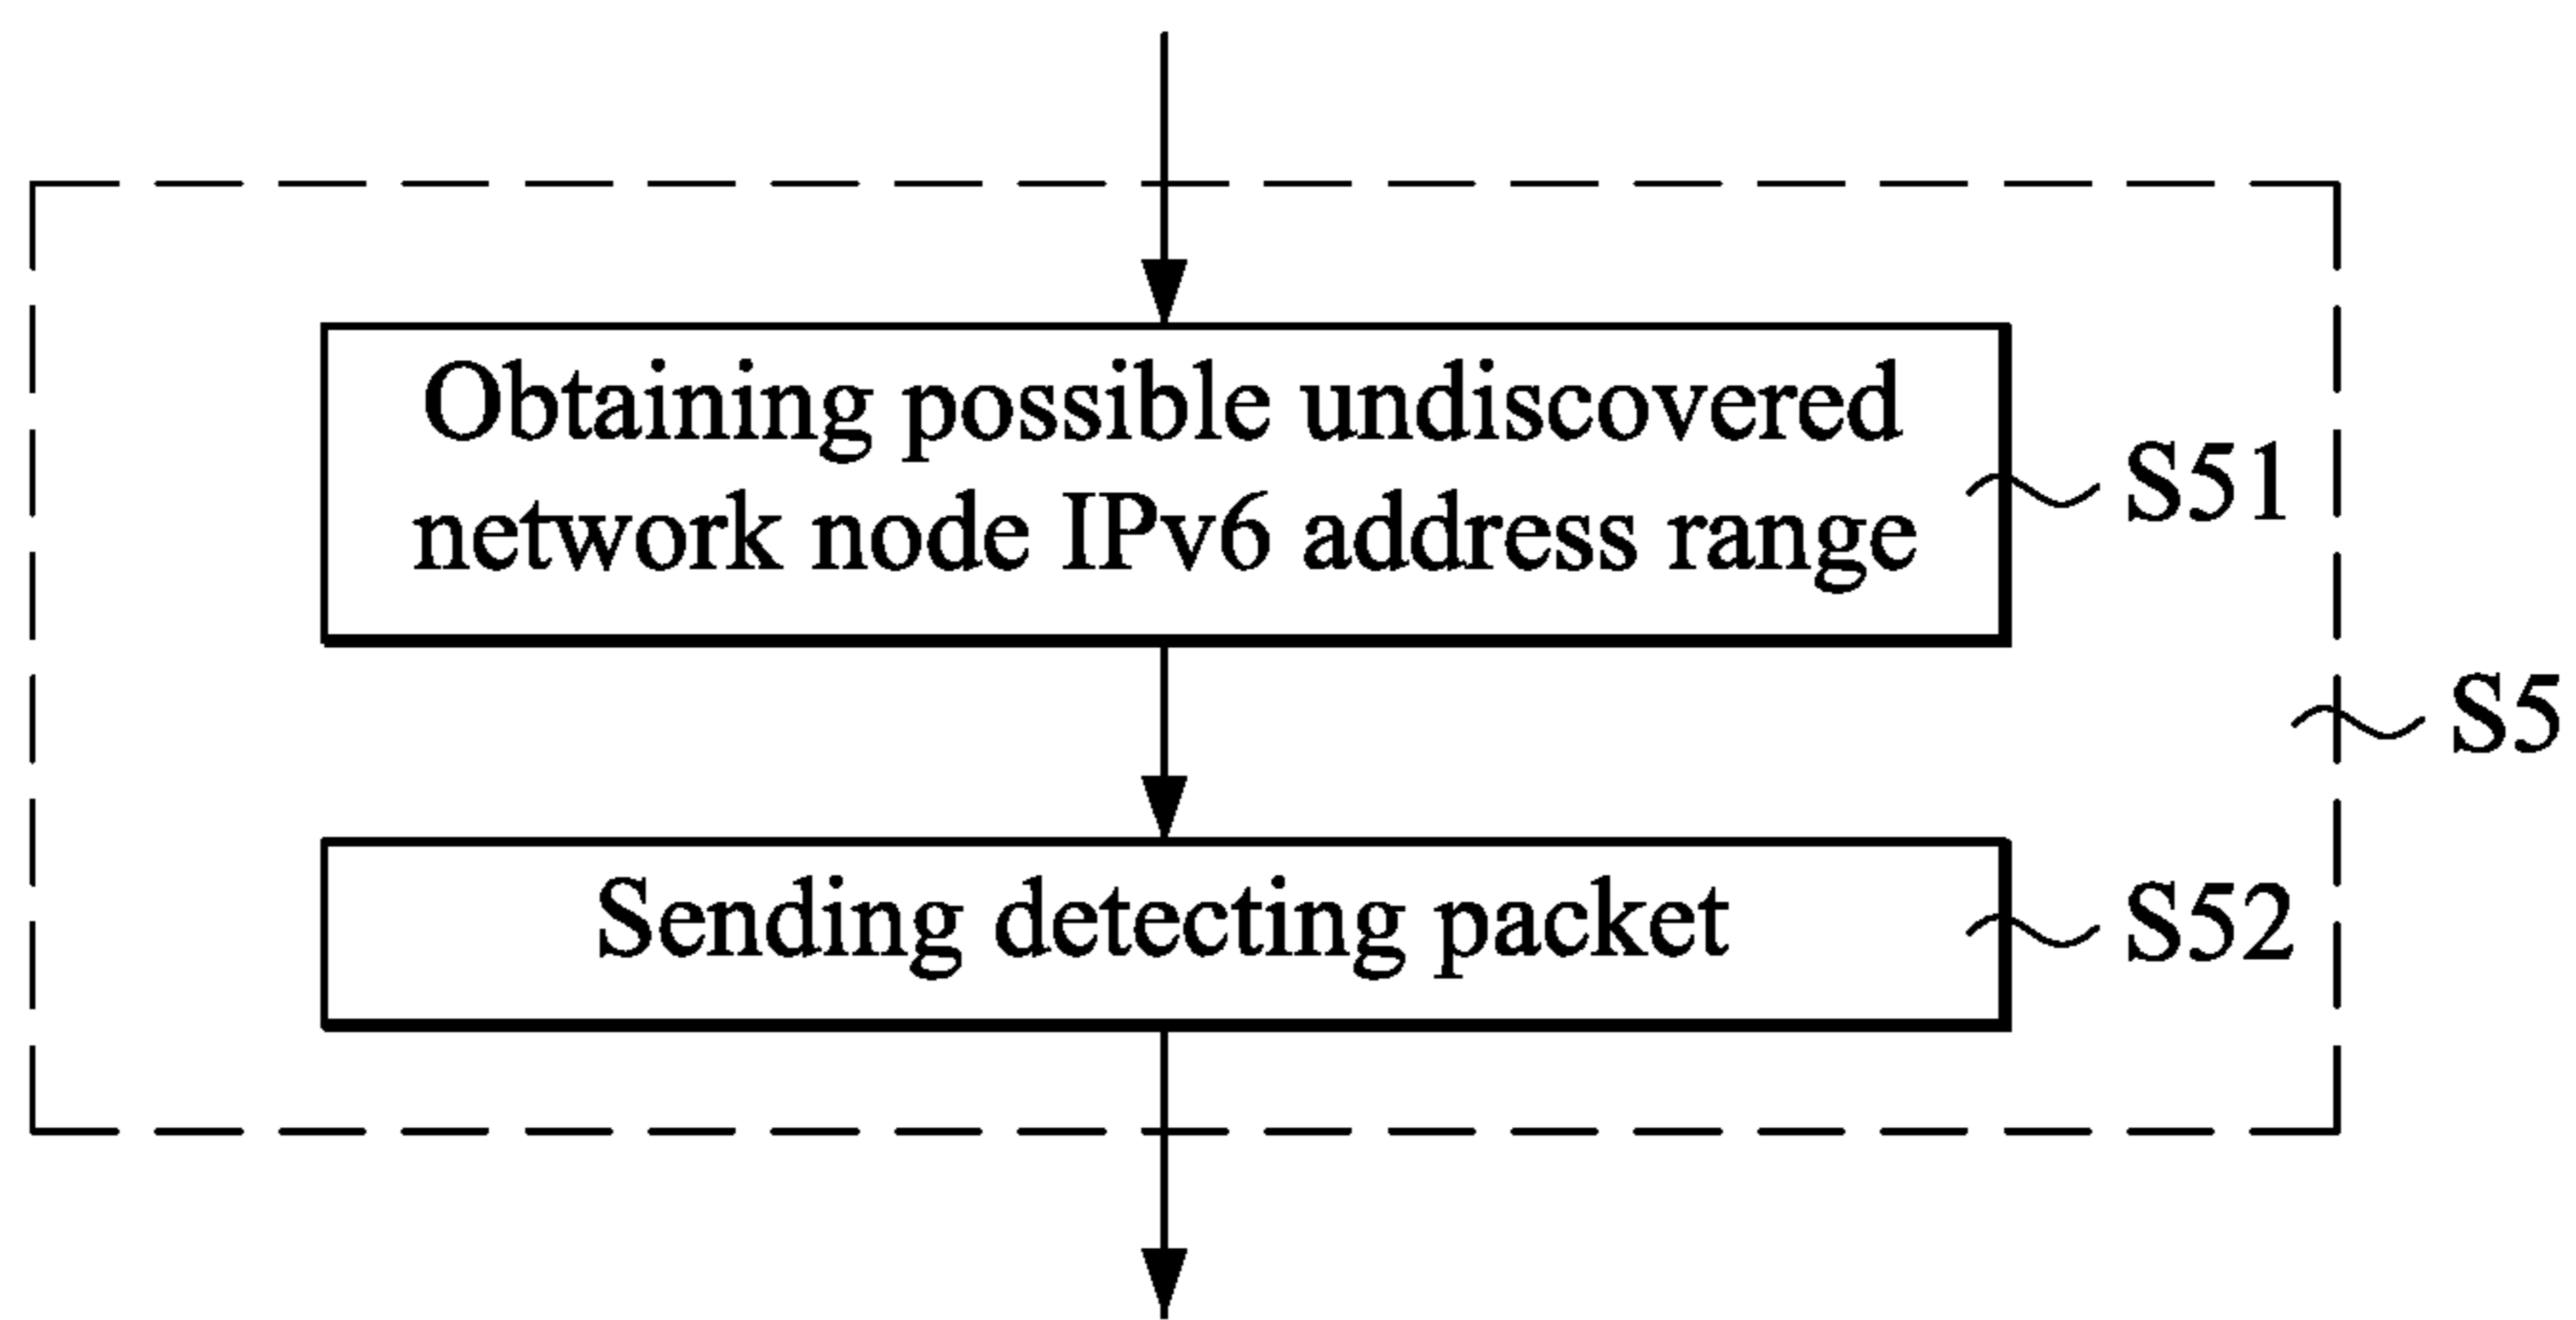 Obtaining possible undiscovered
network node IPv6 address range
S51
S5
Sending detecting packet
S52